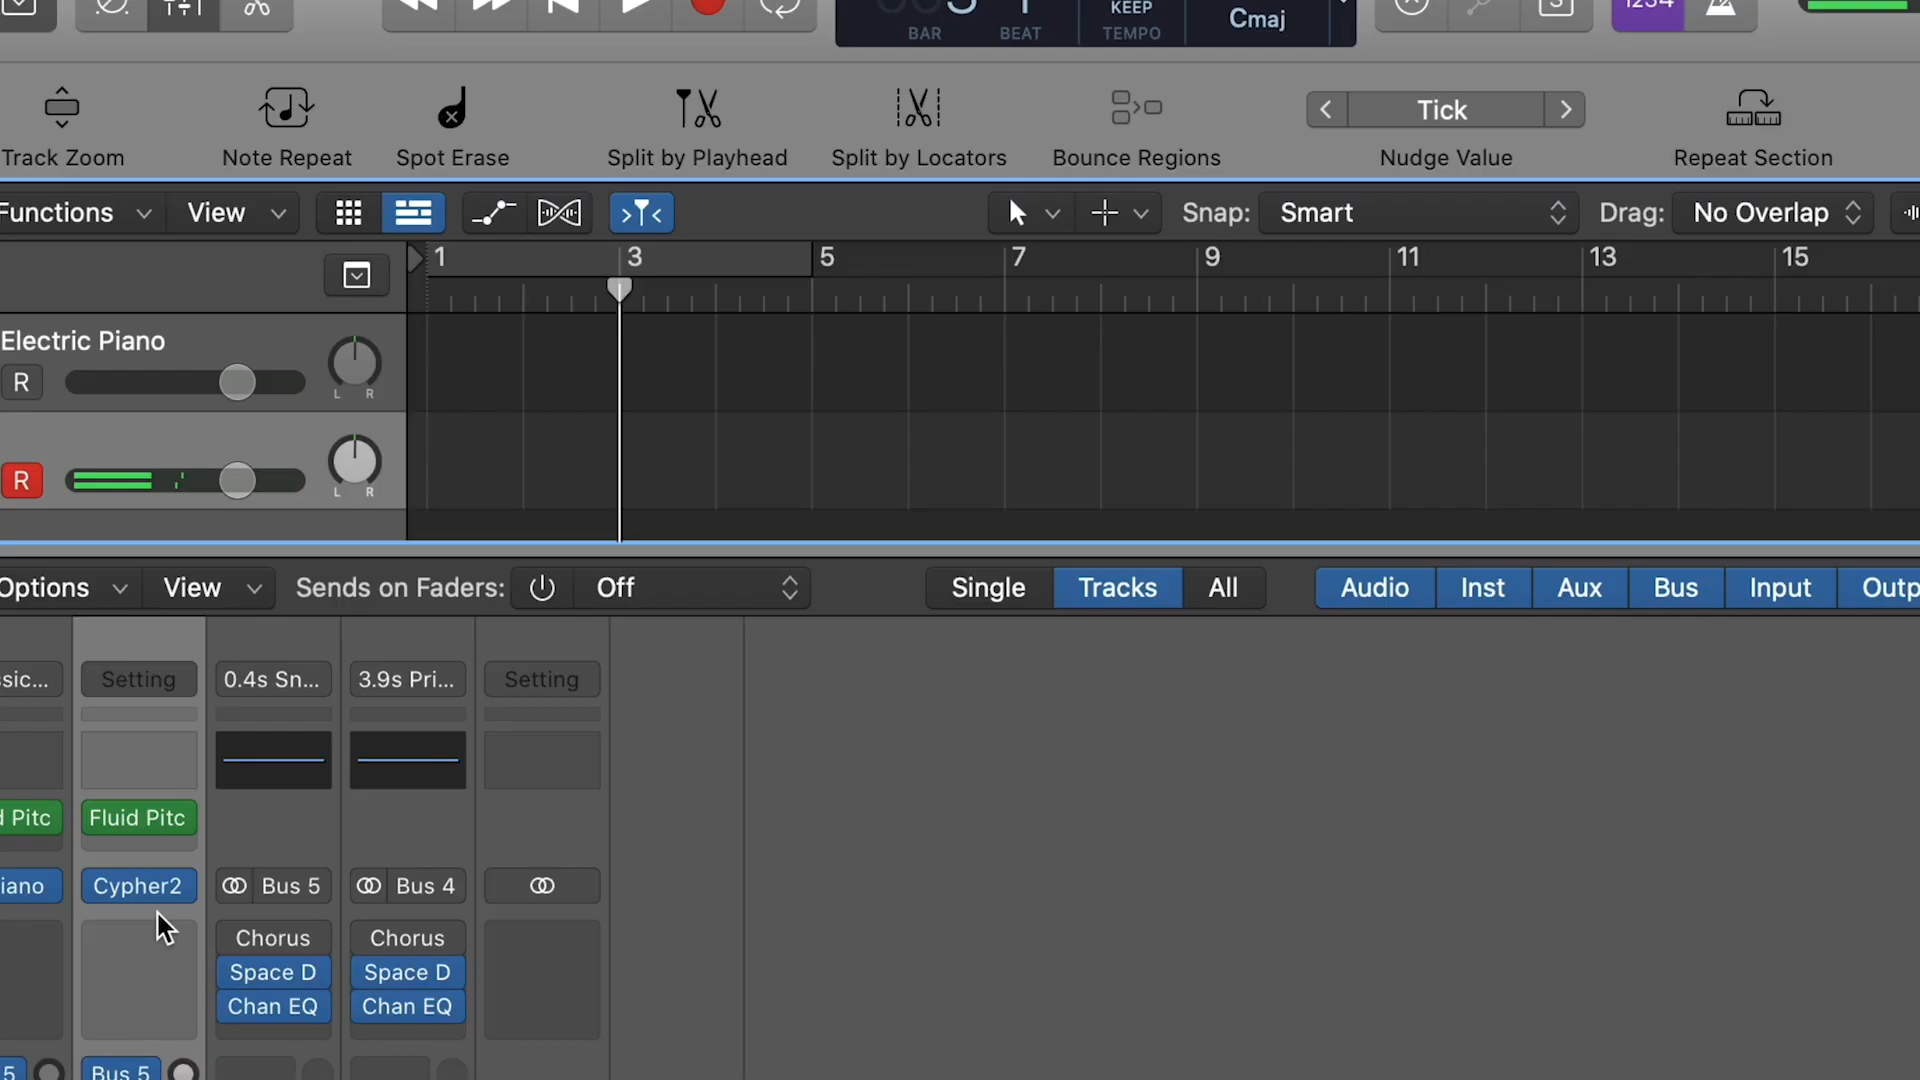 1234
3 1 KEEP Cmaj
BAR BEAT TEMPO
Tick
Track Zoom Note Repeat Spot Erase Split by Playhead Split by Locators Bounce Regions Nudge Value Repeat Section
Functions View Snap: Smart Drag: No Overlap
1 3 5 7 9 11 13 15
Electric Piano
R L R
R L R
Options View Sends on Faders: Off Single Tracks All Audio Inst Aux Bus Input Outp
sic... Setting 0.4s Sn... 3.9s Pri... Setting
d Pitc Fluid Pitc
iano Cypher2 Bus 5 Bus 4
Chorus Chorus
Space D Space D
Chan EQ Chan EQ
5 Bus 5